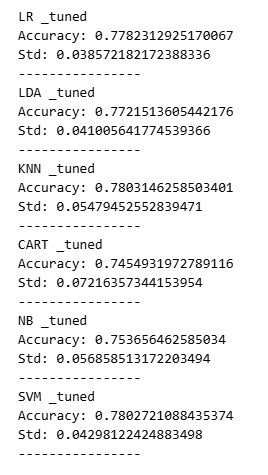 LR _tuned
Accuracy: 0.7782312925170067
Std: 0.038572182172388336
----------------
LDA _tuned
Accuracy: 0.7721513605442176
Std: 0.041005641774539366
----------------
KNN _tuned
Accuracy: 0.7803146258503401
Std: 0.05479452552839471
----------------
CART _tuned
Accuracy: 0.7454931972789116
Std: 0.07216357344153954
----------------
NB _tuned
Accuracy: 0.753656462585034
Std: 0.056858513172203494
----------------
SVM _tuned
Accuracy: 0.7802721088435374
Std: 0.04298122424883498
----------------